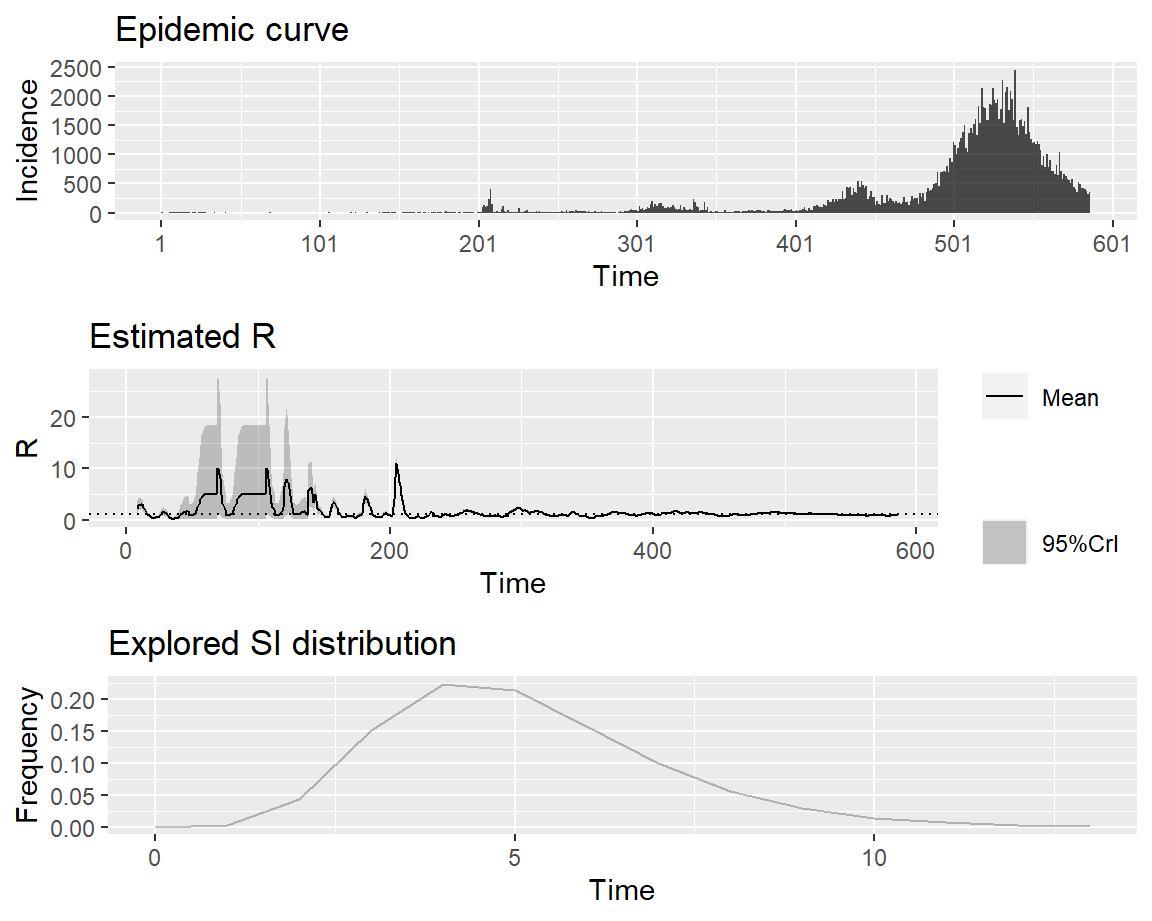 Epidemic curve
2500
2000
1500
1000
500
0
Incidence
1 101 201 301 401 501 601
Time
Estimated R
20
10
0
R
0 200 400 600
Time
Mean
95%CrI
Explored SI distribution
0.20
0.15
0.10
0.05
0.00
Frequency
0 5 10
Time